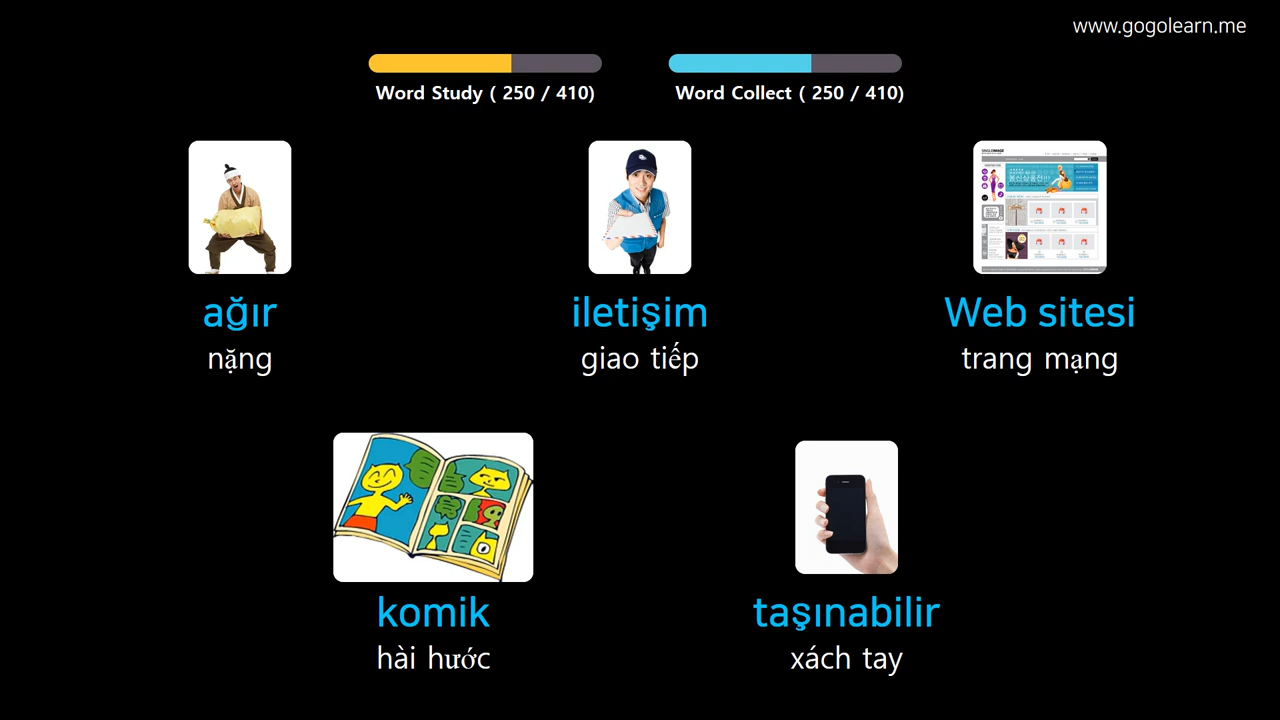 www.gogolearn.me
Word Study ( 250 / 410)
Word Collect ( 250 / 410)
ağır
nặng
iletişim
giao tiếp
Web sitesi
trang mạng
komik
hài hước
taşınabilir
xách tay